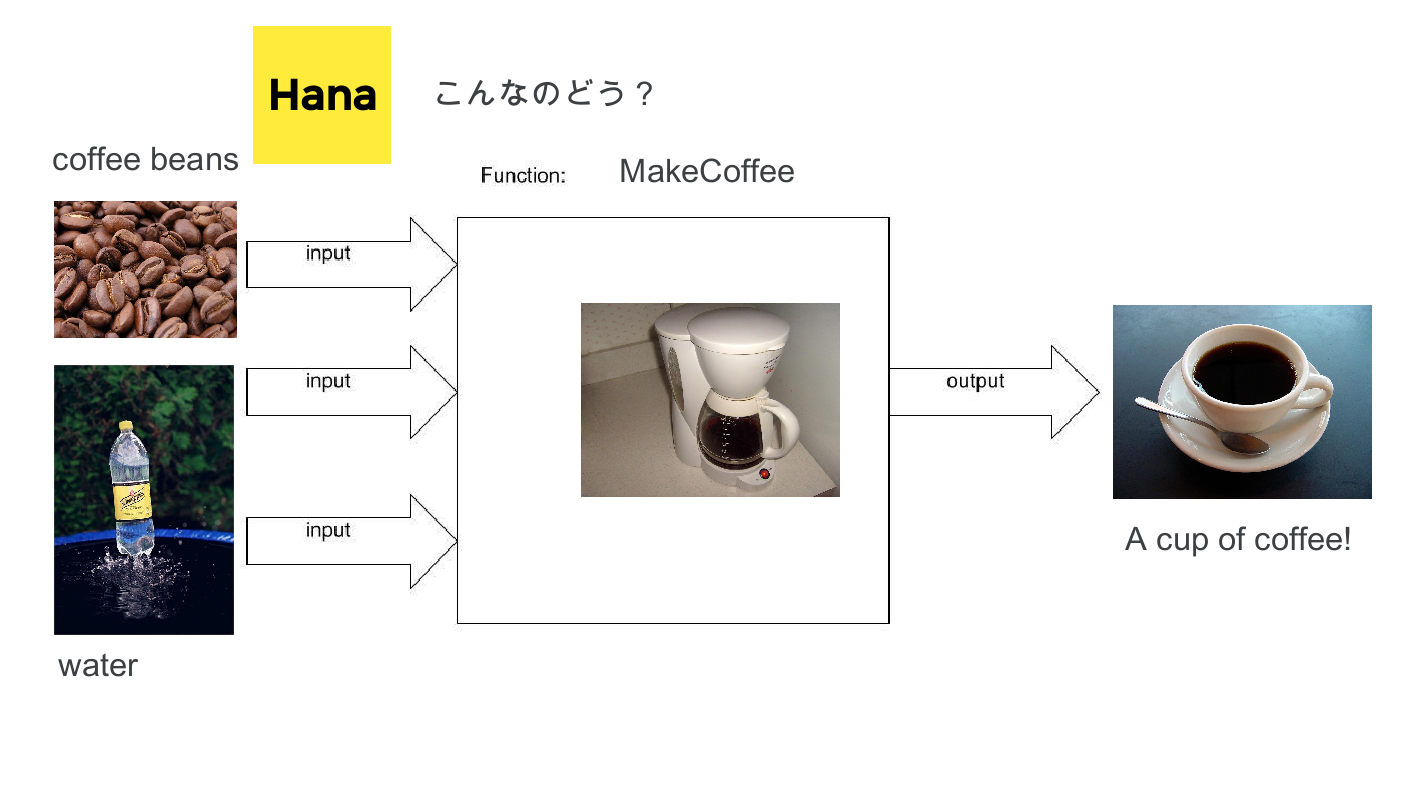 Hana
こんなのどう？
coffee beans
Function: MakeCoffee
input
input
input
output
A cup of coffee!
water